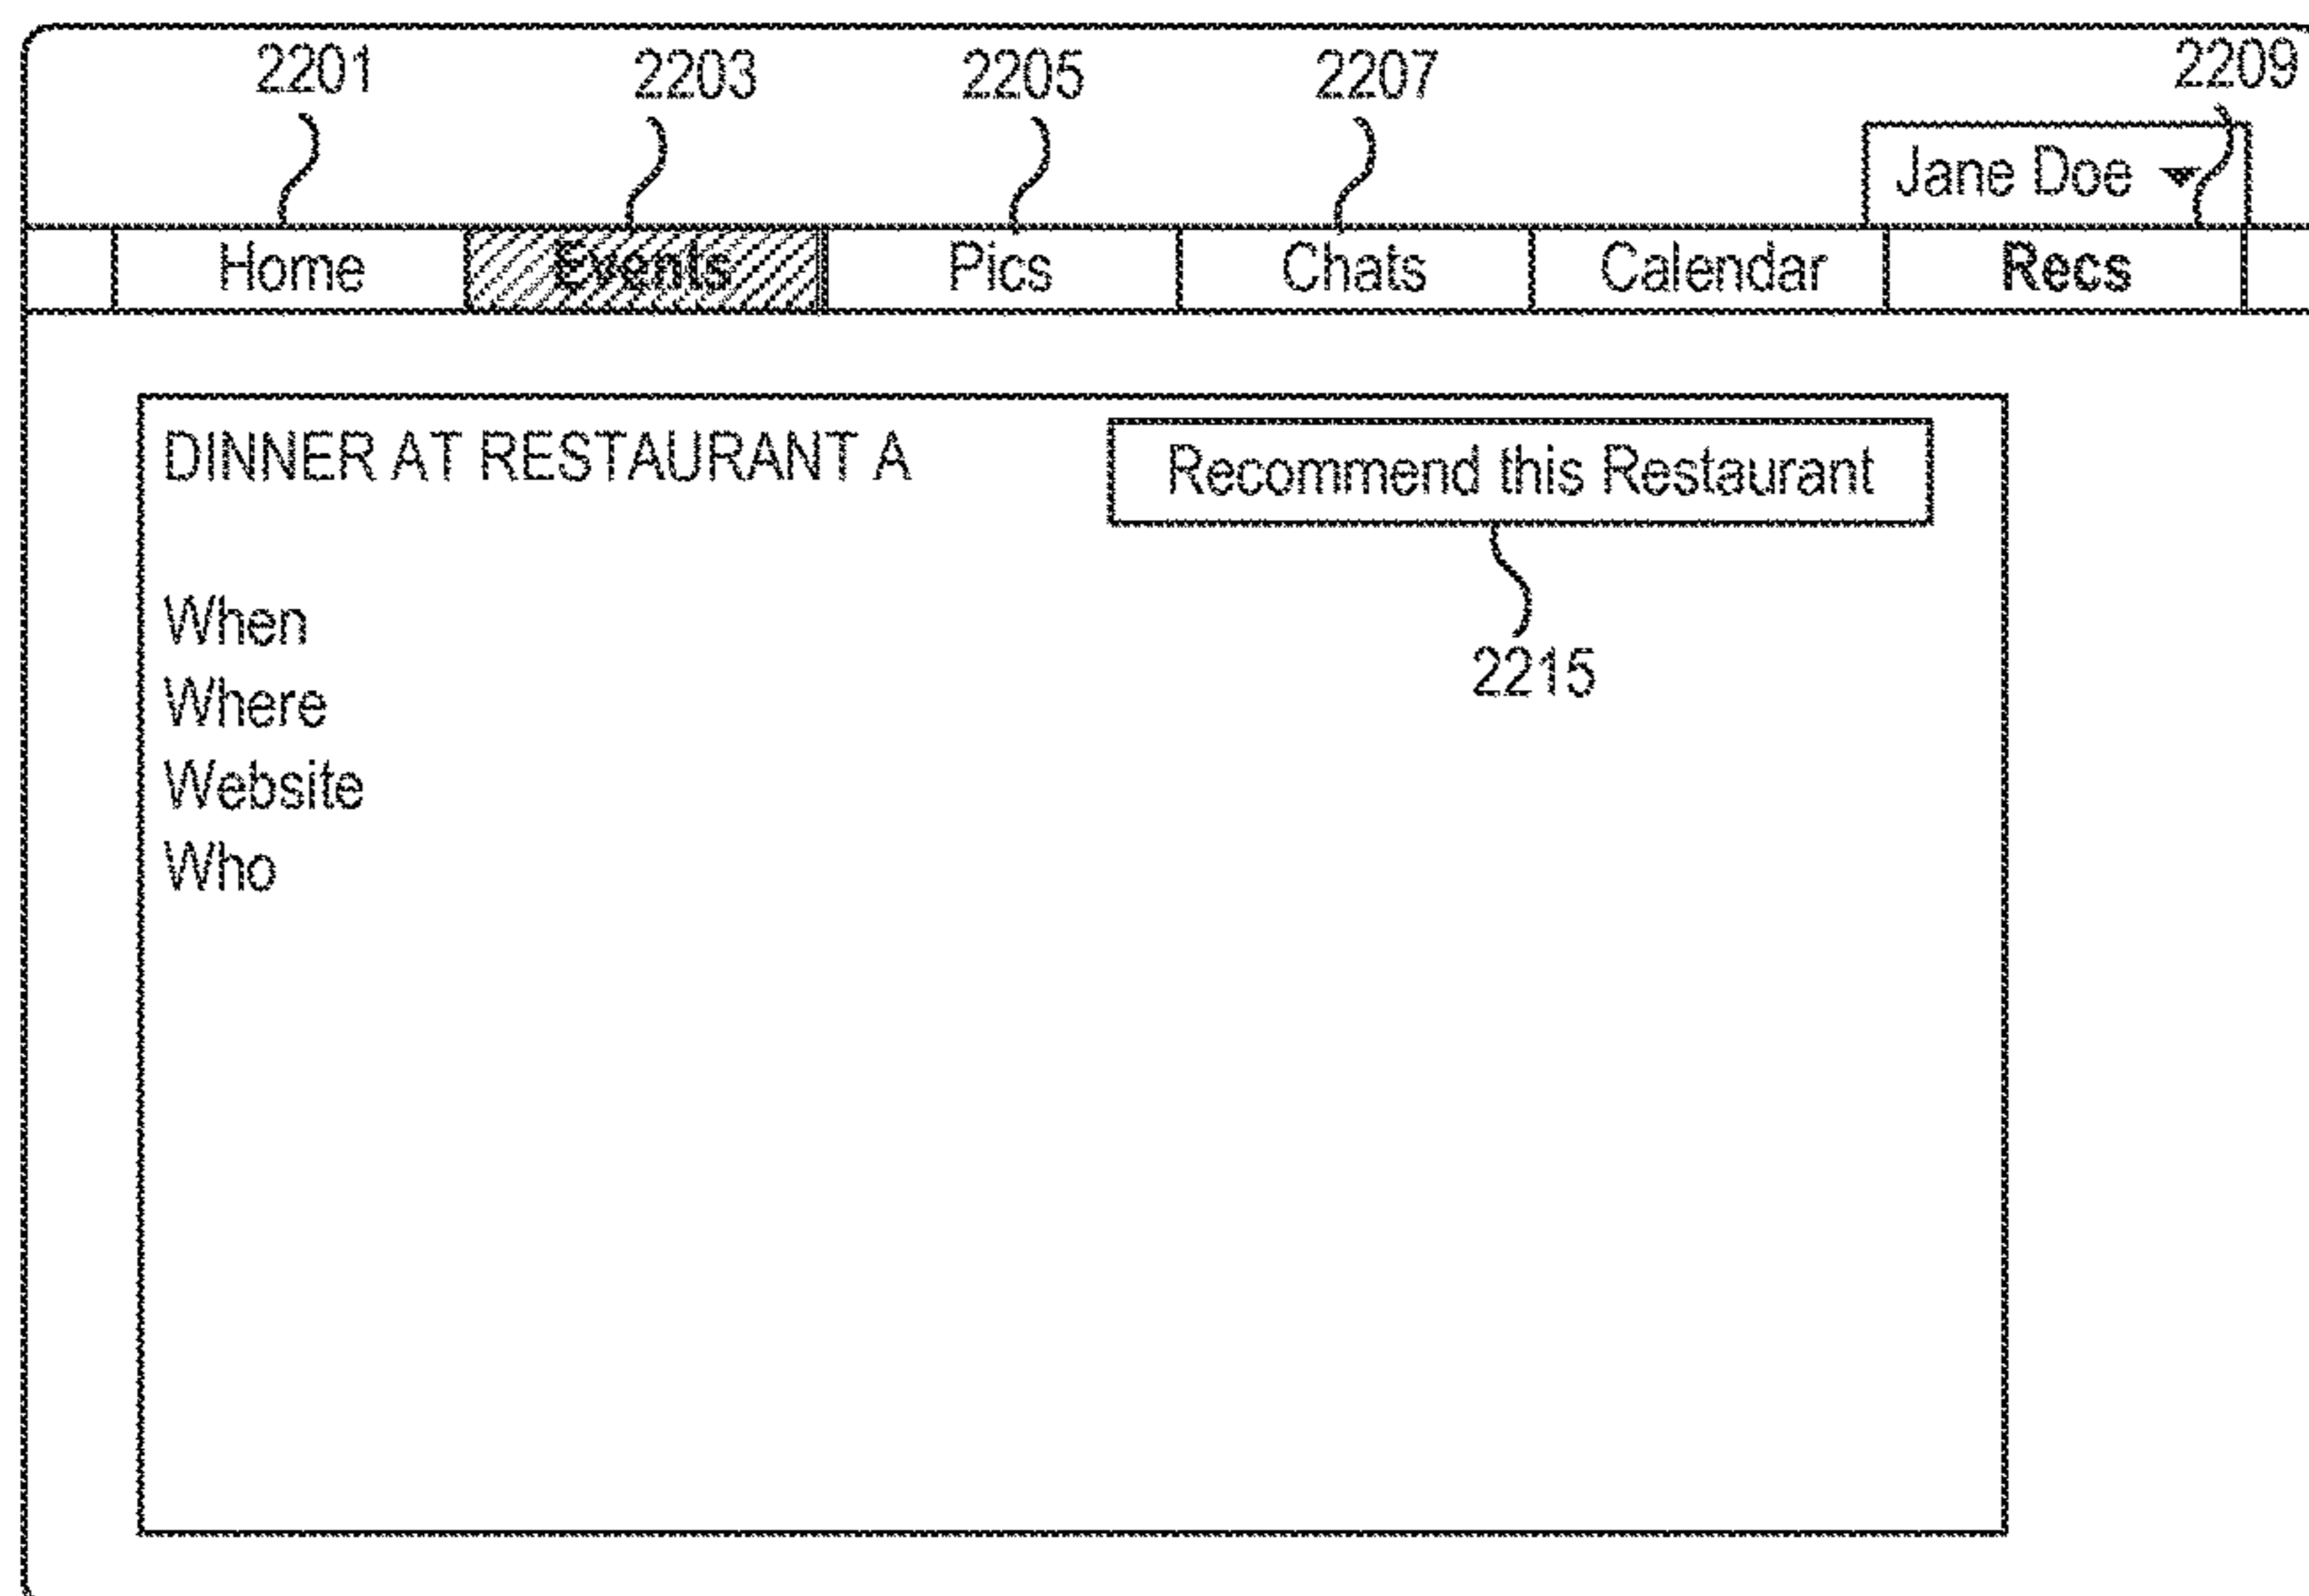 2201 2203 2205 2207 2209
Jane Doe
Home Events Pics Chats Calendar Recs
DINNER AT RESTAURANT A Recommend this Restaurant
2215
When
Where
Website
Who